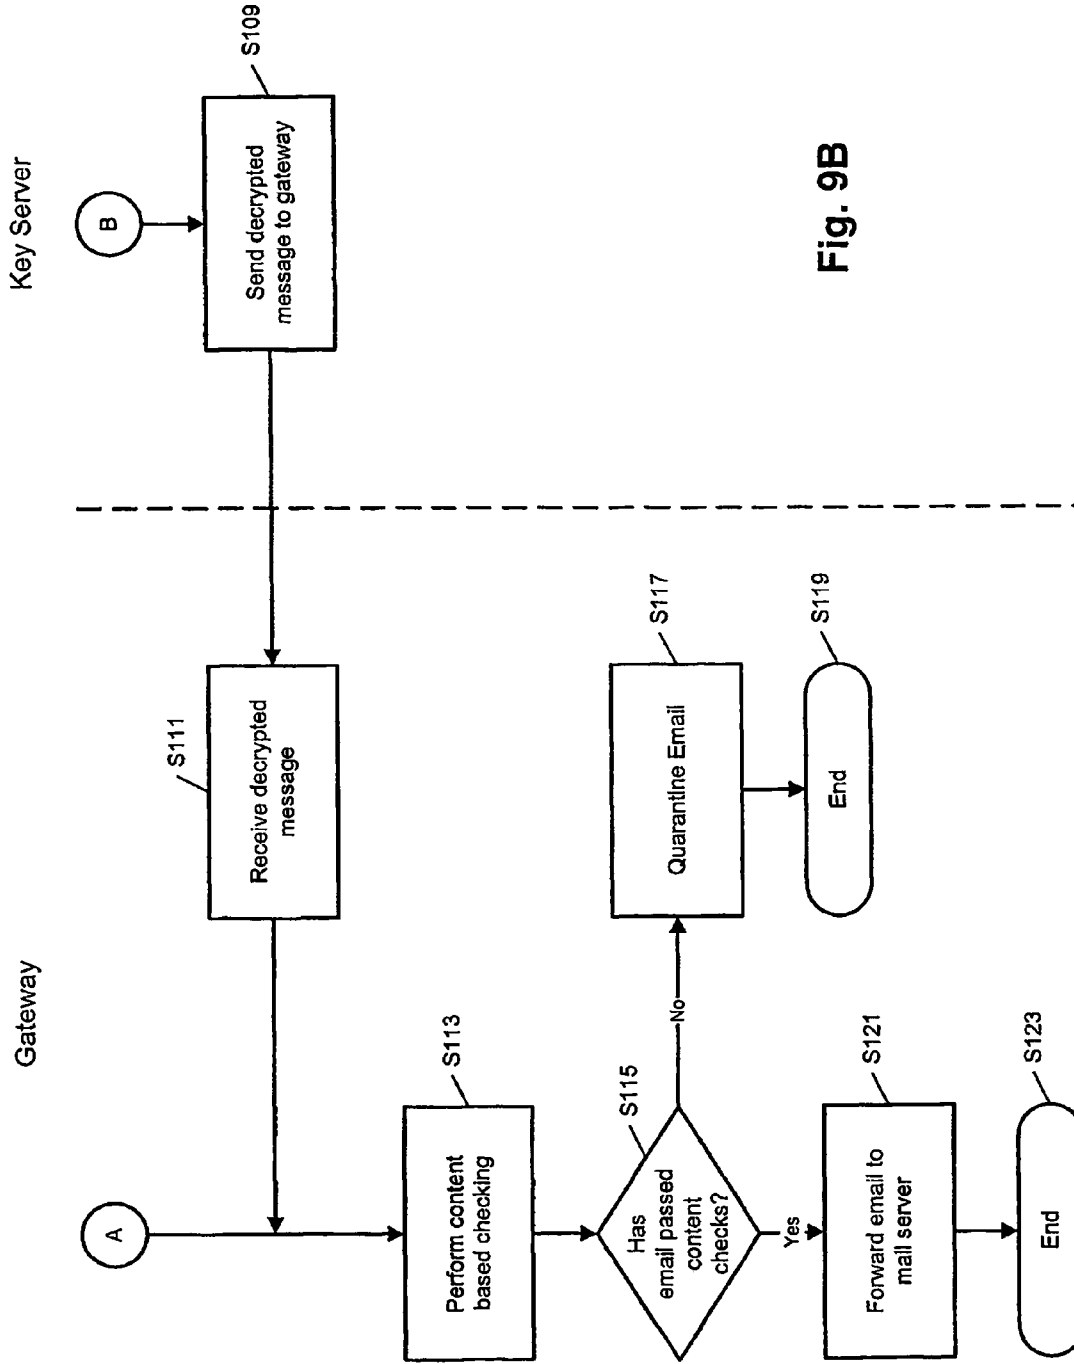 Gateway
Key Server
A
B
Send decrypted
message to gateway
S109
Receive decrypted
message
S111
Perform content
based checking
S113
Has
email passed
content
checks?
S115
No
Quarantine Email
S117
End
S119
Yes
Forward email to
mail server
S121
End
S123
Fig. 9B